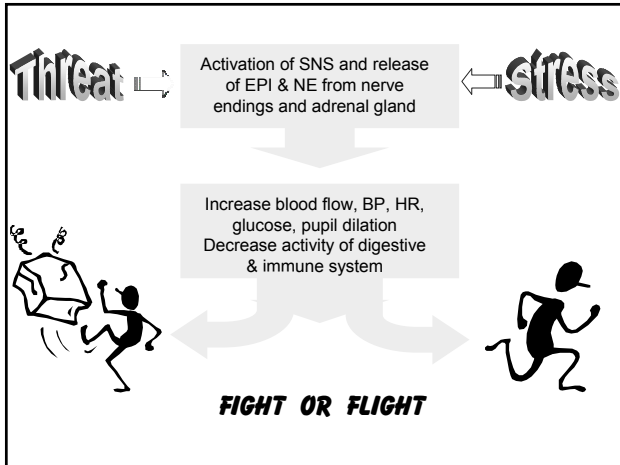 Threat
Stress
Activation of SNS and release
of EPI & NE from nerve
endings and adrenal gland
Increase blood flow, BP, HR,
glucose, pupil dilation
Decrease activity of digestive
& immune system
FIGHT OR FLIGHT